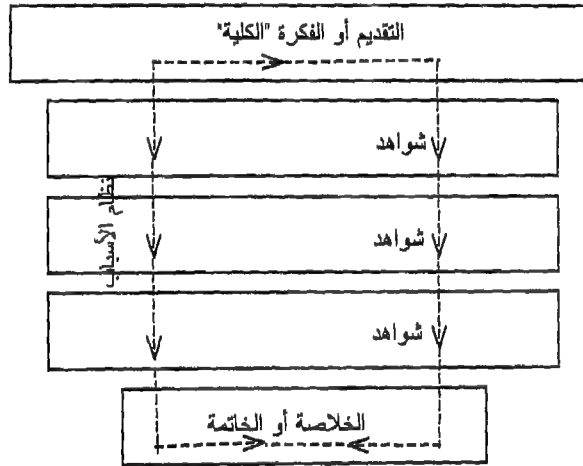 التقديم أو الفكرة "الكلية"
شواهد
نظام الأسباب
شواهد
شواهد
الخلاصة أو الخاتمة